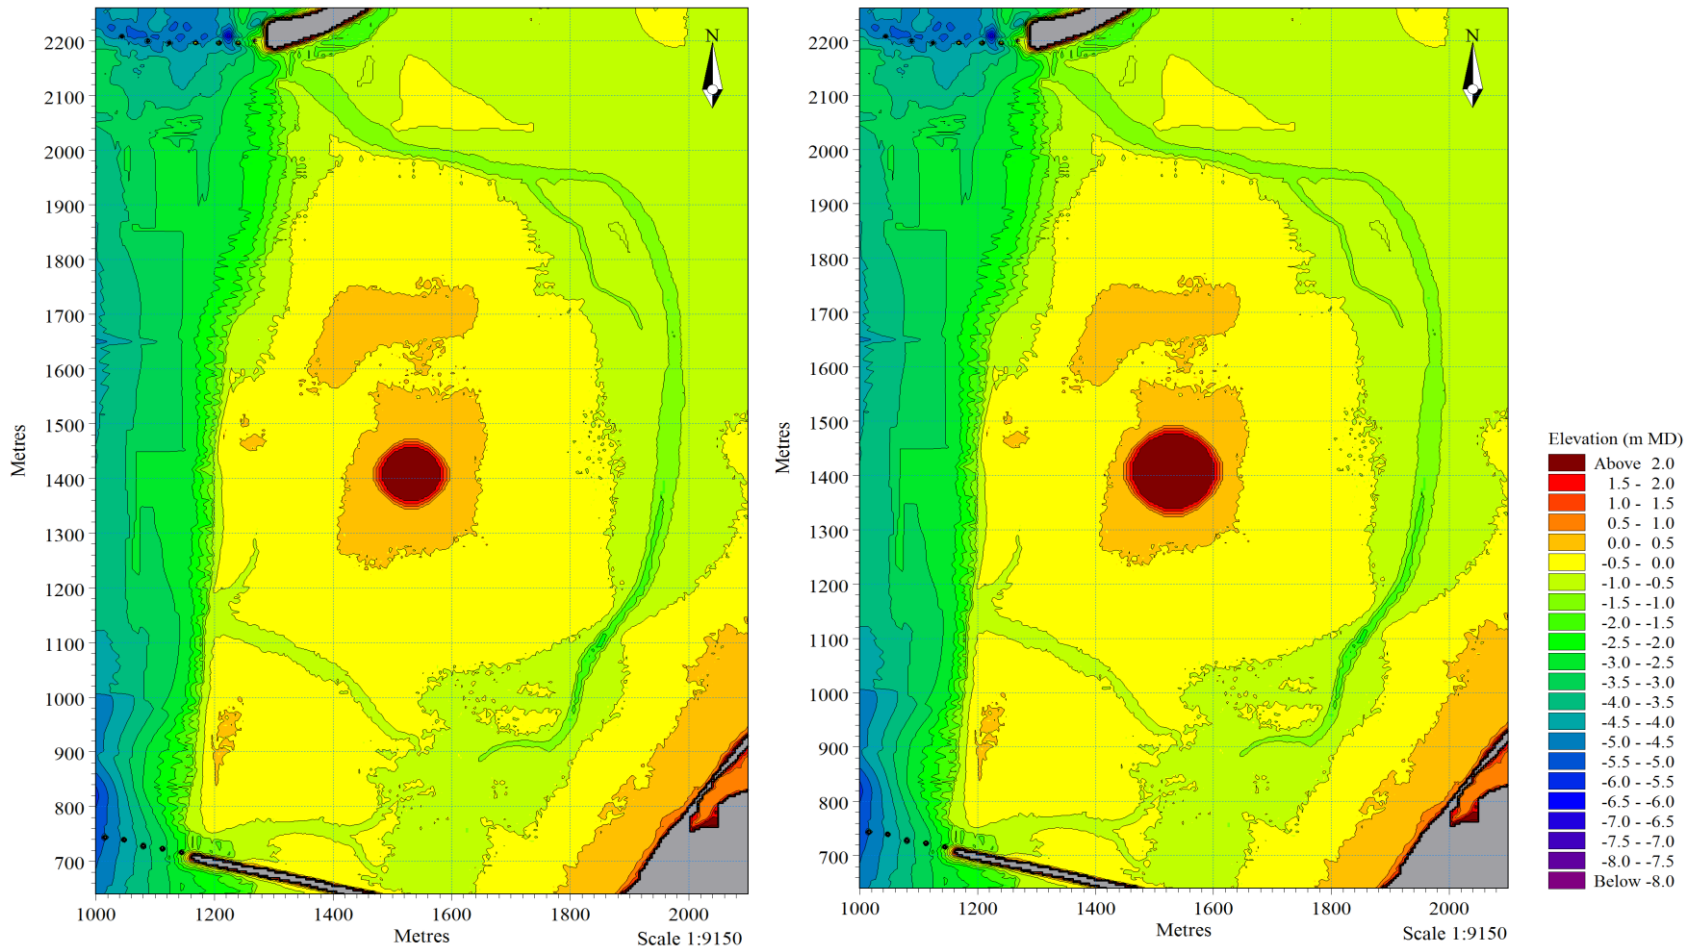 N
2200
2100
2000
1900
1800
1700
1600
1500
1400
1300
1200
1100
1000
900
800
700
Metres
1000 1200 1400 1600 1800 2000
Metres
Scale 1:9150
N
2200
2100
2000
1900
1800
1700
1600
1500
1400
1300
1200
1100
1000
900
800
700
Metres
1000 1200 1400 1600 1800 2000
Metres
Scale 1:9150
Elevation (m MD)
Above 2.0
1.5 - 2.0
1.0 - 1.5
0.5 - 1.0
0.0 - 0.5
-0.5 - 0.0
-1.0 - -0.5
-1.5 - -1.0
-2.0 - -1.5
-2.5 - -2.0
-3.0 - -2.5
-3.5 - -3.0
-4.0 - -3.5
-4.5 - -4.0
-5.0 - -4.5
-5.5 - -5.0
-6.0 - -5.5
-6.5 - -6.0
-7.0 - -6.5
-7.5 - -7.0
-8.0 - -7.5
Below -8.0